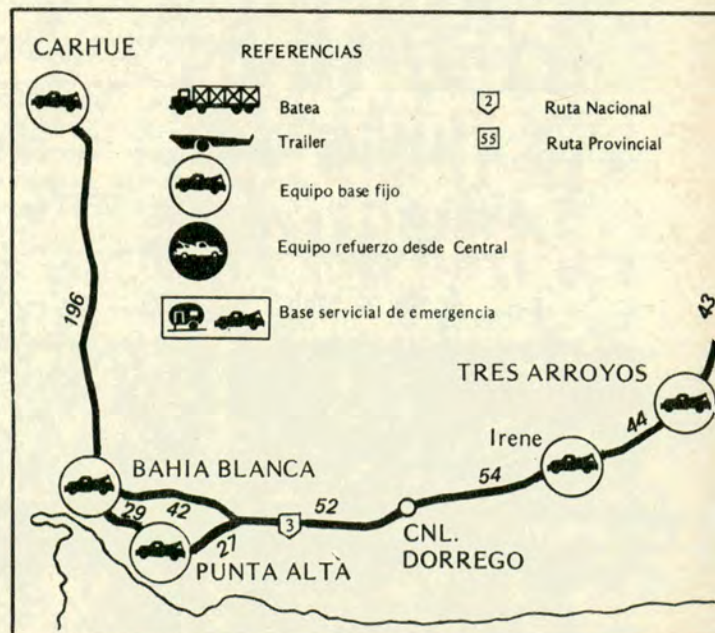 CARHUE
REFERENCIAS
Batea
2
Ruta Nacional
Trailer
55
Ruta Provincial
Equipo base fijo
Equipo refuerzo desde Central
Base servicial de emergencia
196
43
TRES ARROYOS
44
Irene
54
BAHIA BLANCA
29
42
52
3
27
CNL.
DORREGO
PUNTA ALTA